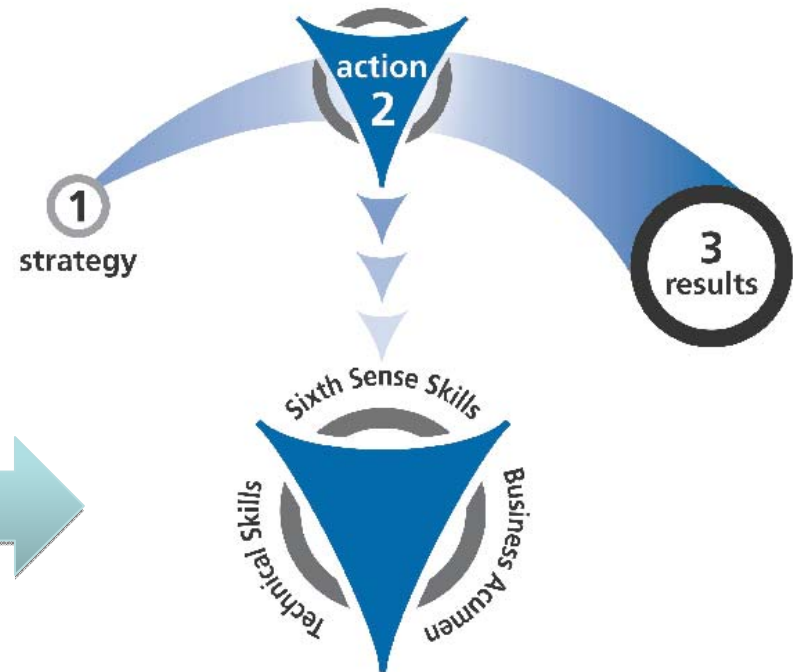 action
2
1
strategy
3
results
Sixth Sense Skills
Technical Skills
Business Acumen